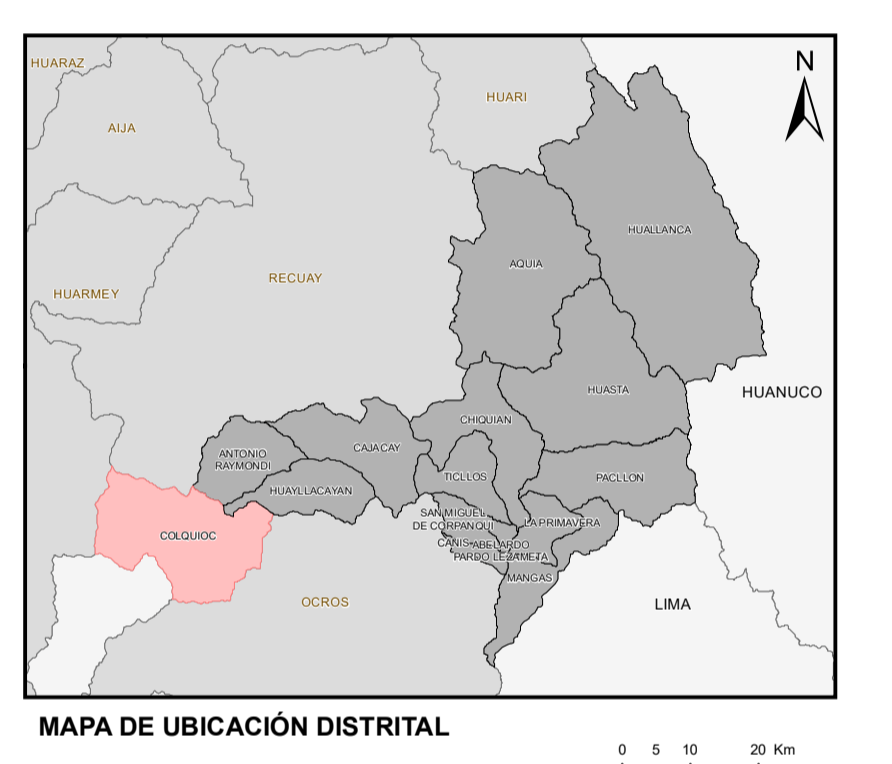 HUARAZ
N
HUARI
AIJA
HUALLANCA
AQUIA
RECUAY
HUARMEY
HUASTA
HUANUCO
CHIQUIAN
CAJACAY
ANTONIO
RAYMONDI
TICLLOS
PACLLON
HUAYLLACAYAN
SAN MIGUEL
DE CORPANQUI
LA PRIMAVERA
COLQUIOC
CANIS
ABELARDO
PARDO LEZAMETA
MANGAS
OCROS
LIMA
MAPA DE UBICACIÓN DISTRITAL
0 5 10 20 Km